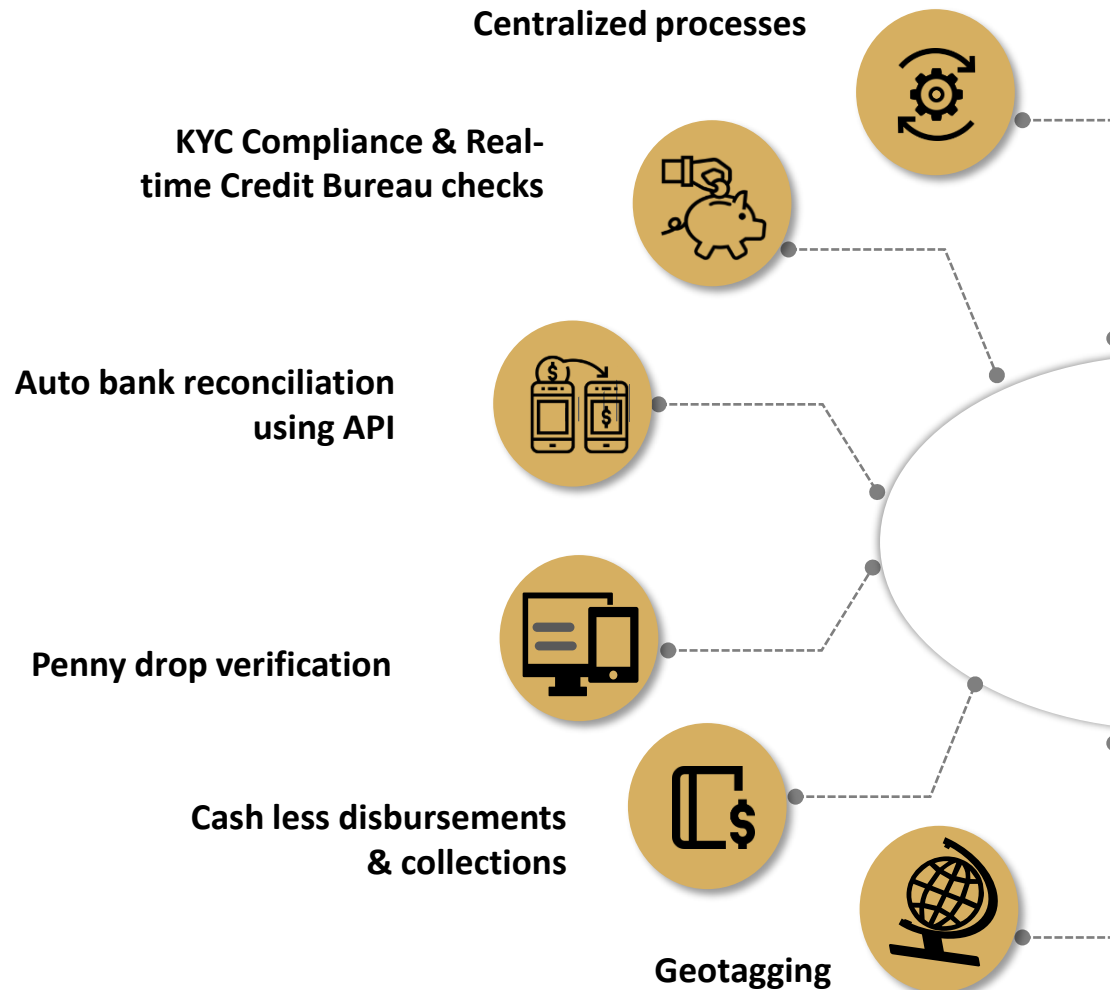 Centralized processes
KYC Compliance & Real-
time Credit Bureau checks
Auto bank reconciliation
using API
Penny drop verification
Cash less disbursements
& collections
Geotagging